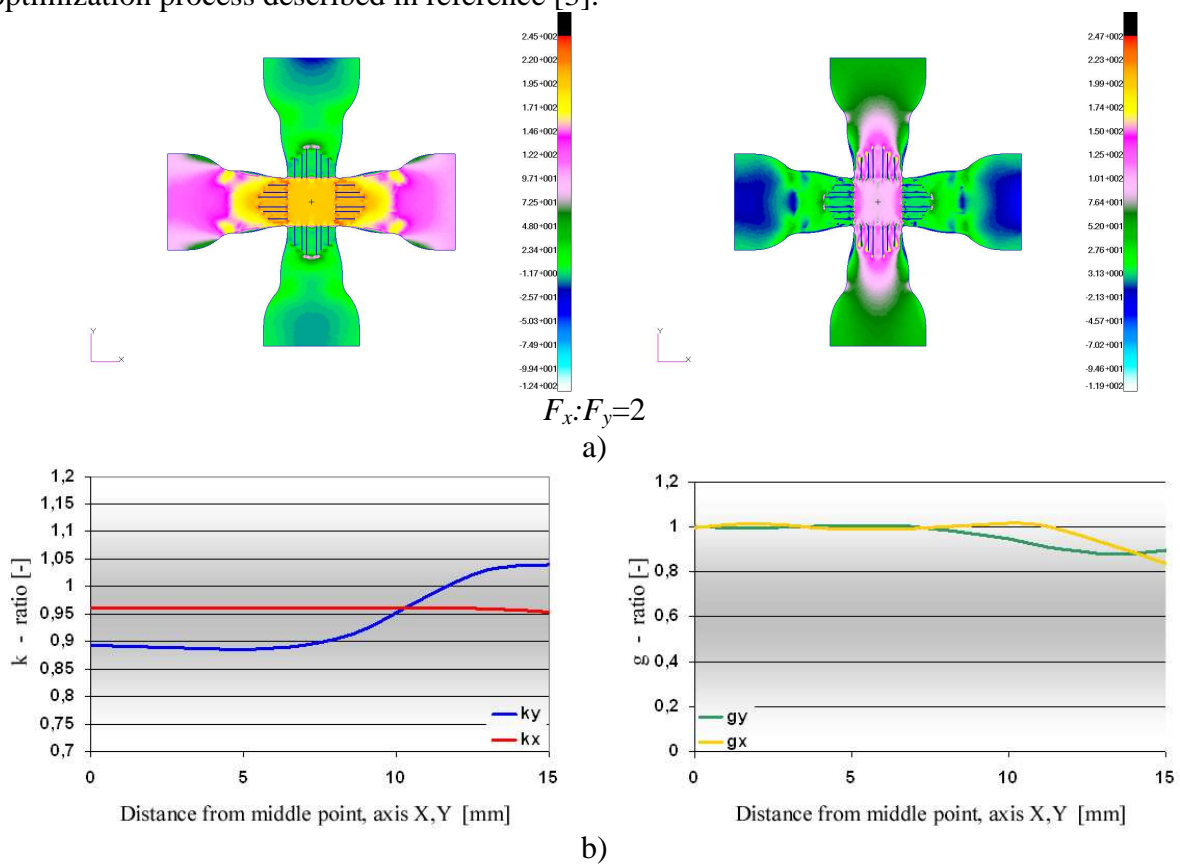 optimization process described in reference [3].
2.45+002
2.20+002
1.95+002
1.71+002
1.46+002
1.22+002
9.71+001
7.25+001
4.80+001
2.34+001
-1.17+000
-2.57+001
-5.03+001
-7.49+001
-9.94+001
-1.24+002
Y
X
2.47+002
2.23+002
1.99+002
1.74+002
1.50+002
1.25+002
1.01+002
7.64+001
5.20+001
2.76+001
3.13+000
-2.13+001
-4.57+001
-7.02+001
-9.46+001
-1.19+002
Y
X
Fx:Fy=2
a)
1,2
1,15
1,1
1,05
1
0,95
0,9
0,85
0,8
0,75
0,7
k - ratio [-]
ky
kx
0 5 10 15
Distance from middle point, axis X,Y [mm]
1,2
1
0,8
0,6
0,4
0,2
0
g - ratio [-]
gy
gx
0 5 10 15
Distance from middle point, axis X,Y [mm]
b)